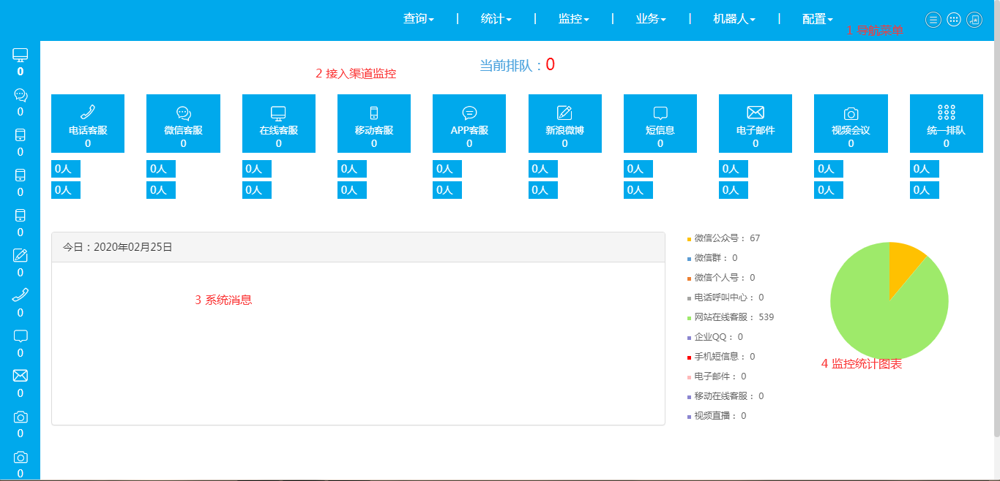 查询 | 统计 | 监控 | 业务 | 机器人 | 配置
1 导航菜单
0
0
0
0
0
0
0
0
0
0
0
当前排队：0
2 接入渠道监控
电话客服
0
微信客服
0
在线客服
0
移动客服
0
APP客服
0
新浪微博
0
短信息
0
电子邮件
0
视频会议
0
统一排队
0
0人 0人 0人 0人 0人 0人 0人 0人 0人 0人
0人 0人 0人 0人 0人 0人 0人 0人 0人 0人
今日：2020年02月25日
3 系统消息
微信公众号： 67
微信群： 0
微信个人号： 0
电话呼叫中心： 0
网站在线客服： 539
企业QQ： 0
手机短信息： 0
电子邮件： 0
移动在线客服： 0
视频直播： 0
4 监控统计图表